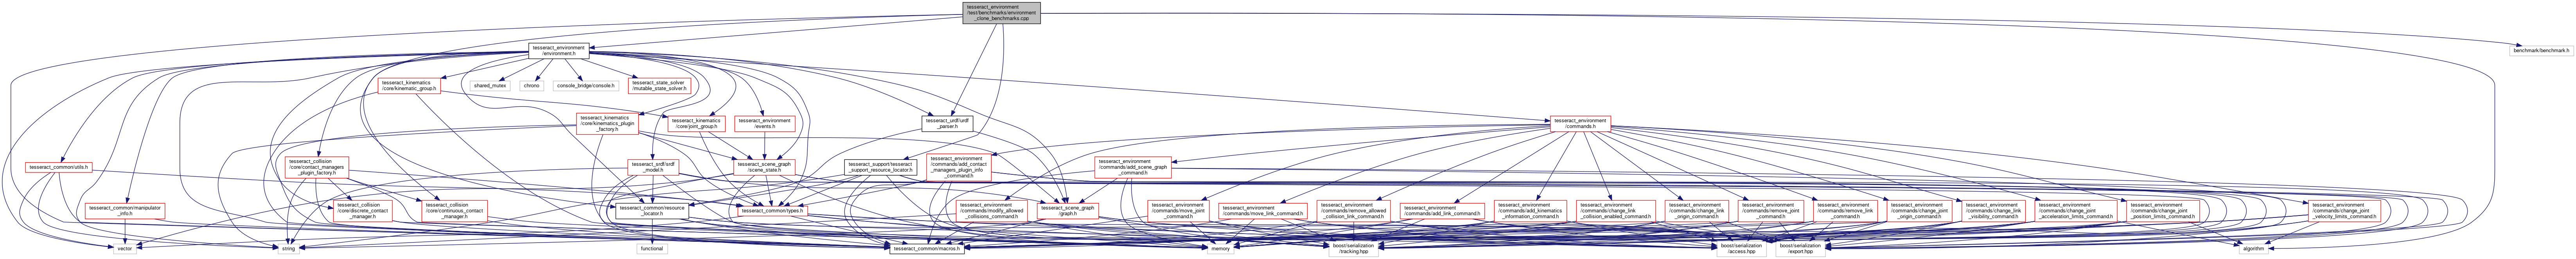 tesseract_environment
/test/benchmarks/environment
_clone_benchmarks.cpp
tesseract_environment
/environment.h
benchmark/benchmark.h
tesseract_kinematics
/core/kinematic_group.h
shared_mutex
chrono
console_bridge/console.h
tesseract_state_solver
/mutable_state_solver.h
tesseract_kinematics
/core/kinematics_plugin
_factory.h
tesseract_kinematics
/core/joint_group.h
tesseract_environment
/events.h
tesseract_urdf/urdf
_parser.h
tesseract_environment
/commands.h
tesseract_common/utils.h
tesseract_collision
/core/contact_managers
_plugin_factory.h
tesseract_srdf/srdf
_model.h
tesseract_scene_graph
/scene_state.h
tesseract_support/tesseract
_support_resource_locator.h
tesseract_environment
/commands/add_contact
_managers_plugin_info
_command.h
tesseract_environment
/commands/add_scene_graph
_command.h
tesseract_common/manipulator
_info.h
tesseract_collision
/core/discrete_contact
_manager.h
tesseract_collision
/core/continuous_contact
_manager.h
tesseract_common/resource
_locator.h
tesseract_common/types.h
tesseract_environment
/commands/modify_allowed
_collisions_command.h
tesseract_scene_graph
/graph.h
tesseract_environment
/commands/move_joint
_command.h
tesseract_environment
/commands/move_link_command.h
tesseract_environment
/commands/remove_allowed
_collision_link_command.h
tesseract_environment
/commands/add_link_command.h
tesseract_environment
/commands/add_kinematics
_information_command.h
tesseract_environment
/commands/change_link
_collision_enabled_command.h
tesseract_environment
/commands/change_link
_origin_command.h
tesseract_environment
/commands/remove_joint
_command.h
tesseract_environment
/commands/remove_link
_command.h
tesseract_environment
/commands/change_joint
_origin_command.h
tesseract_environment
/commands/change_link
_visibility_command.h
tesseract_environment
/commands/change_joint
_acceleration_limits_command.h
tesseract_environment
/commands/change_joint
_position_limits_command.h
tesseract_environment
/commands/change_joint
_velocity_limits_command.h
vector
string
functional
tesseract_common/macros.h
memory
boost/serialization
/tracking.hpp
boost/serialization
/access.hpp
boost/serialization
/export.hpp
algorithm